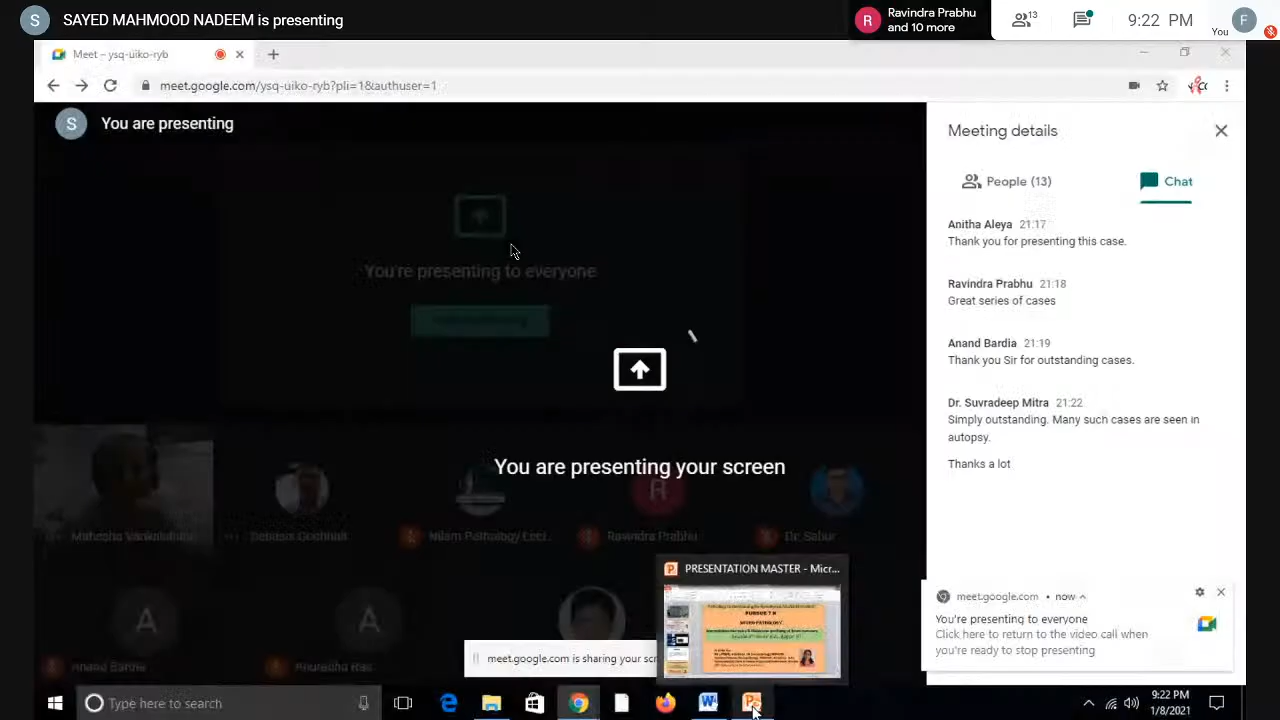 S SAYED MAHMOOD NADEEM is presenting
R Ravindra Prabhu
and 10 more
13
9:22 PM
You
F
Meet – ysq-uiko-ryb
meet.google.com/ysq-uiko-ryb?pli=1&authuser=1
S You are presenting
Meeting details
People (13)
Chat
You're presenting to everyone
Anitha Aleya 21:17
Thank you for presenting this case.
Ravindra Prabhu 21:18
Great series of cases
Anand Bardia 21:19
Thank you Sir for outstanding cases.
Dr. Suvradeep Mitra 21:22
Simply outstanding. Many such cases are seen in
autopsy.
Thanks a lot
You are presenting your screen
R
Ravindra Prabhu
Dr. Sabur
PRESENTATION MASTER - Micr...
A
A
Anand Bardia
meet.google.com is sharing your scr
meet.google.com • now
You're presenting to everyone
Click here to return to the video call when
you're ready to stop presenting
Type here to search
9:22 PM
1/8/2021